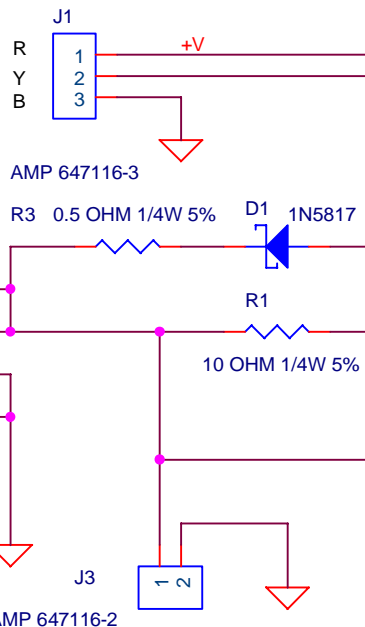 J1
R 1 +V
Y 2
B 3
AMP 647116-3
R3 0.5 OHM 1/4W 5% D1 1N5817
R1
10 OHM 1/4W 5%
J3 1 2
AMP 647116-2